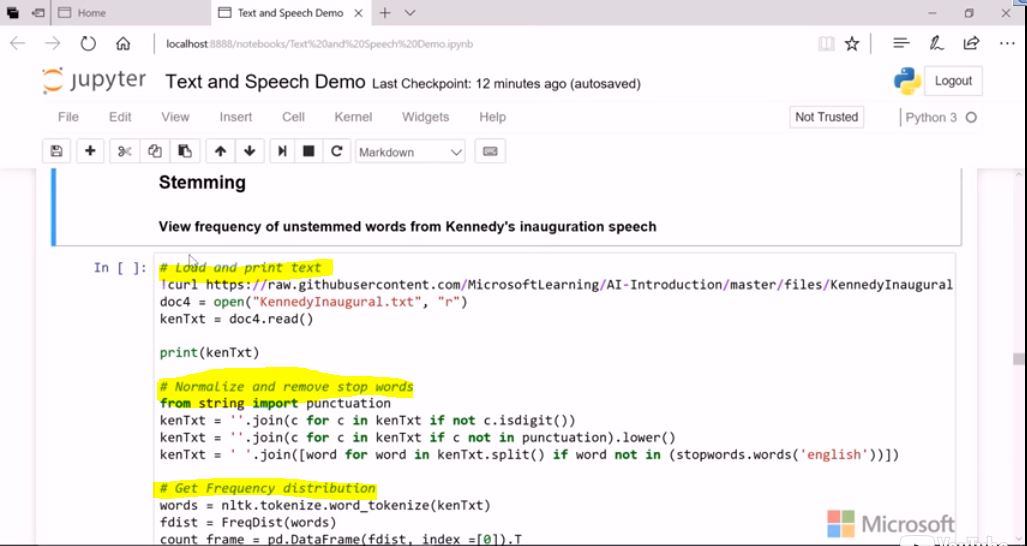 Home
Text and Speech Demo
localhost:8888/notebooks/Text%20and%20Speech%20Demo.ipynb
jupyter Text and Speech Demo Last Checkpoint: 12 minutes ago (autosaved)
Logout
File Edit View Insert Cell Kernel Widgets Help
Not Trusted
Python 3
Markdown
Stemming
View frequency of unstemmed words from Kennedy's inauguration speech
In [ ]: # Load and print text
!curl https://raw.githubusercontent.com/MicrosoftLearning/AI-Introduction/master/files/KennedyInaugural
doc4 = open("KennedyInaugural.txt", "r")
kenTxt = doc4.read()
print(kenTxt)
# Normalize and remove stop words
from string import punctuation
kenTxt = ''.join(c for c in kenTxt if not c.isdigit())
kenTxt = ''.join(c for c in kenTxt if c not in punctuation).lower()
kenTxt = ' '.join([word for word in kenTxt.split() if word not in (stopwords.words('english'))])
# Get Frequency distribution
words = nltk.tokenize.word_tokenize(kenTxt)
fdist = FreqDist(words)
count_frame = pd.DataFrame(fdist, index =[0]).T
Microsoft
YouTube